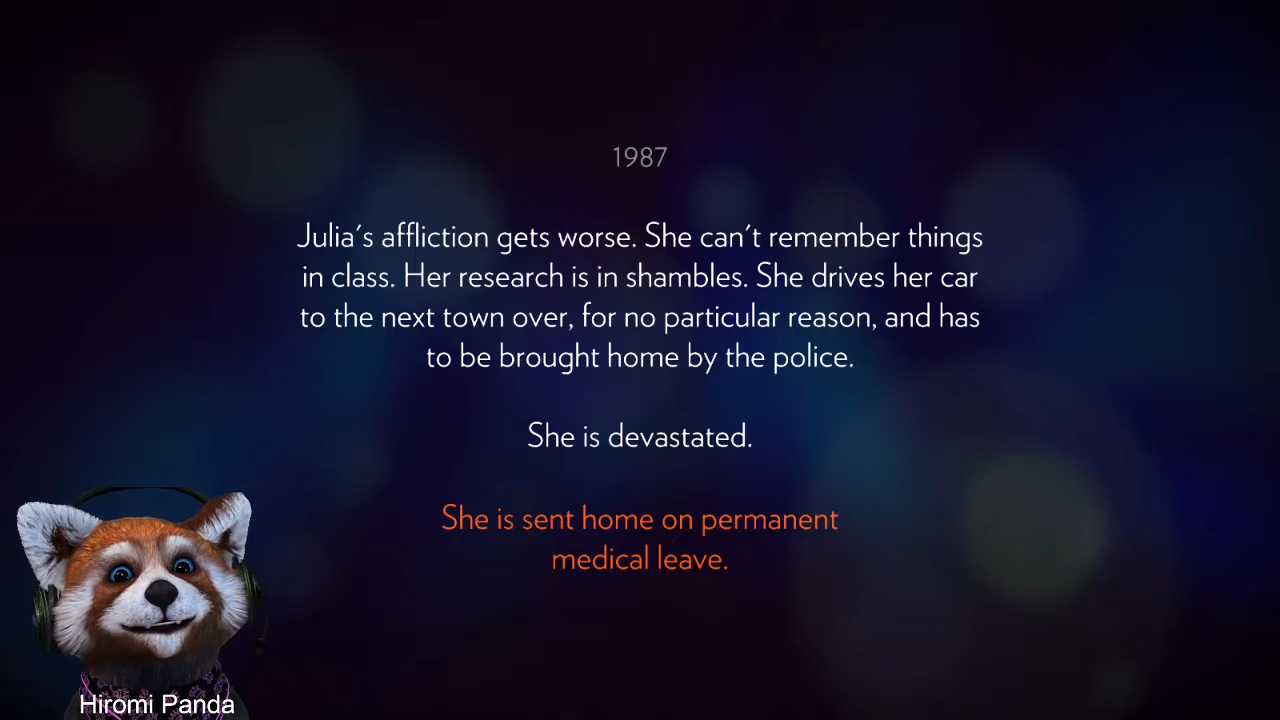 1987
Julia's affliction gets worse. She can't remember things
in class. Her research is in shambles. She drives her car
to the next town over, for no particular reason, and has
to be brought home by the police.
She is devastated.
She is sent home on permanent
medical leave.
Hiromi Panda